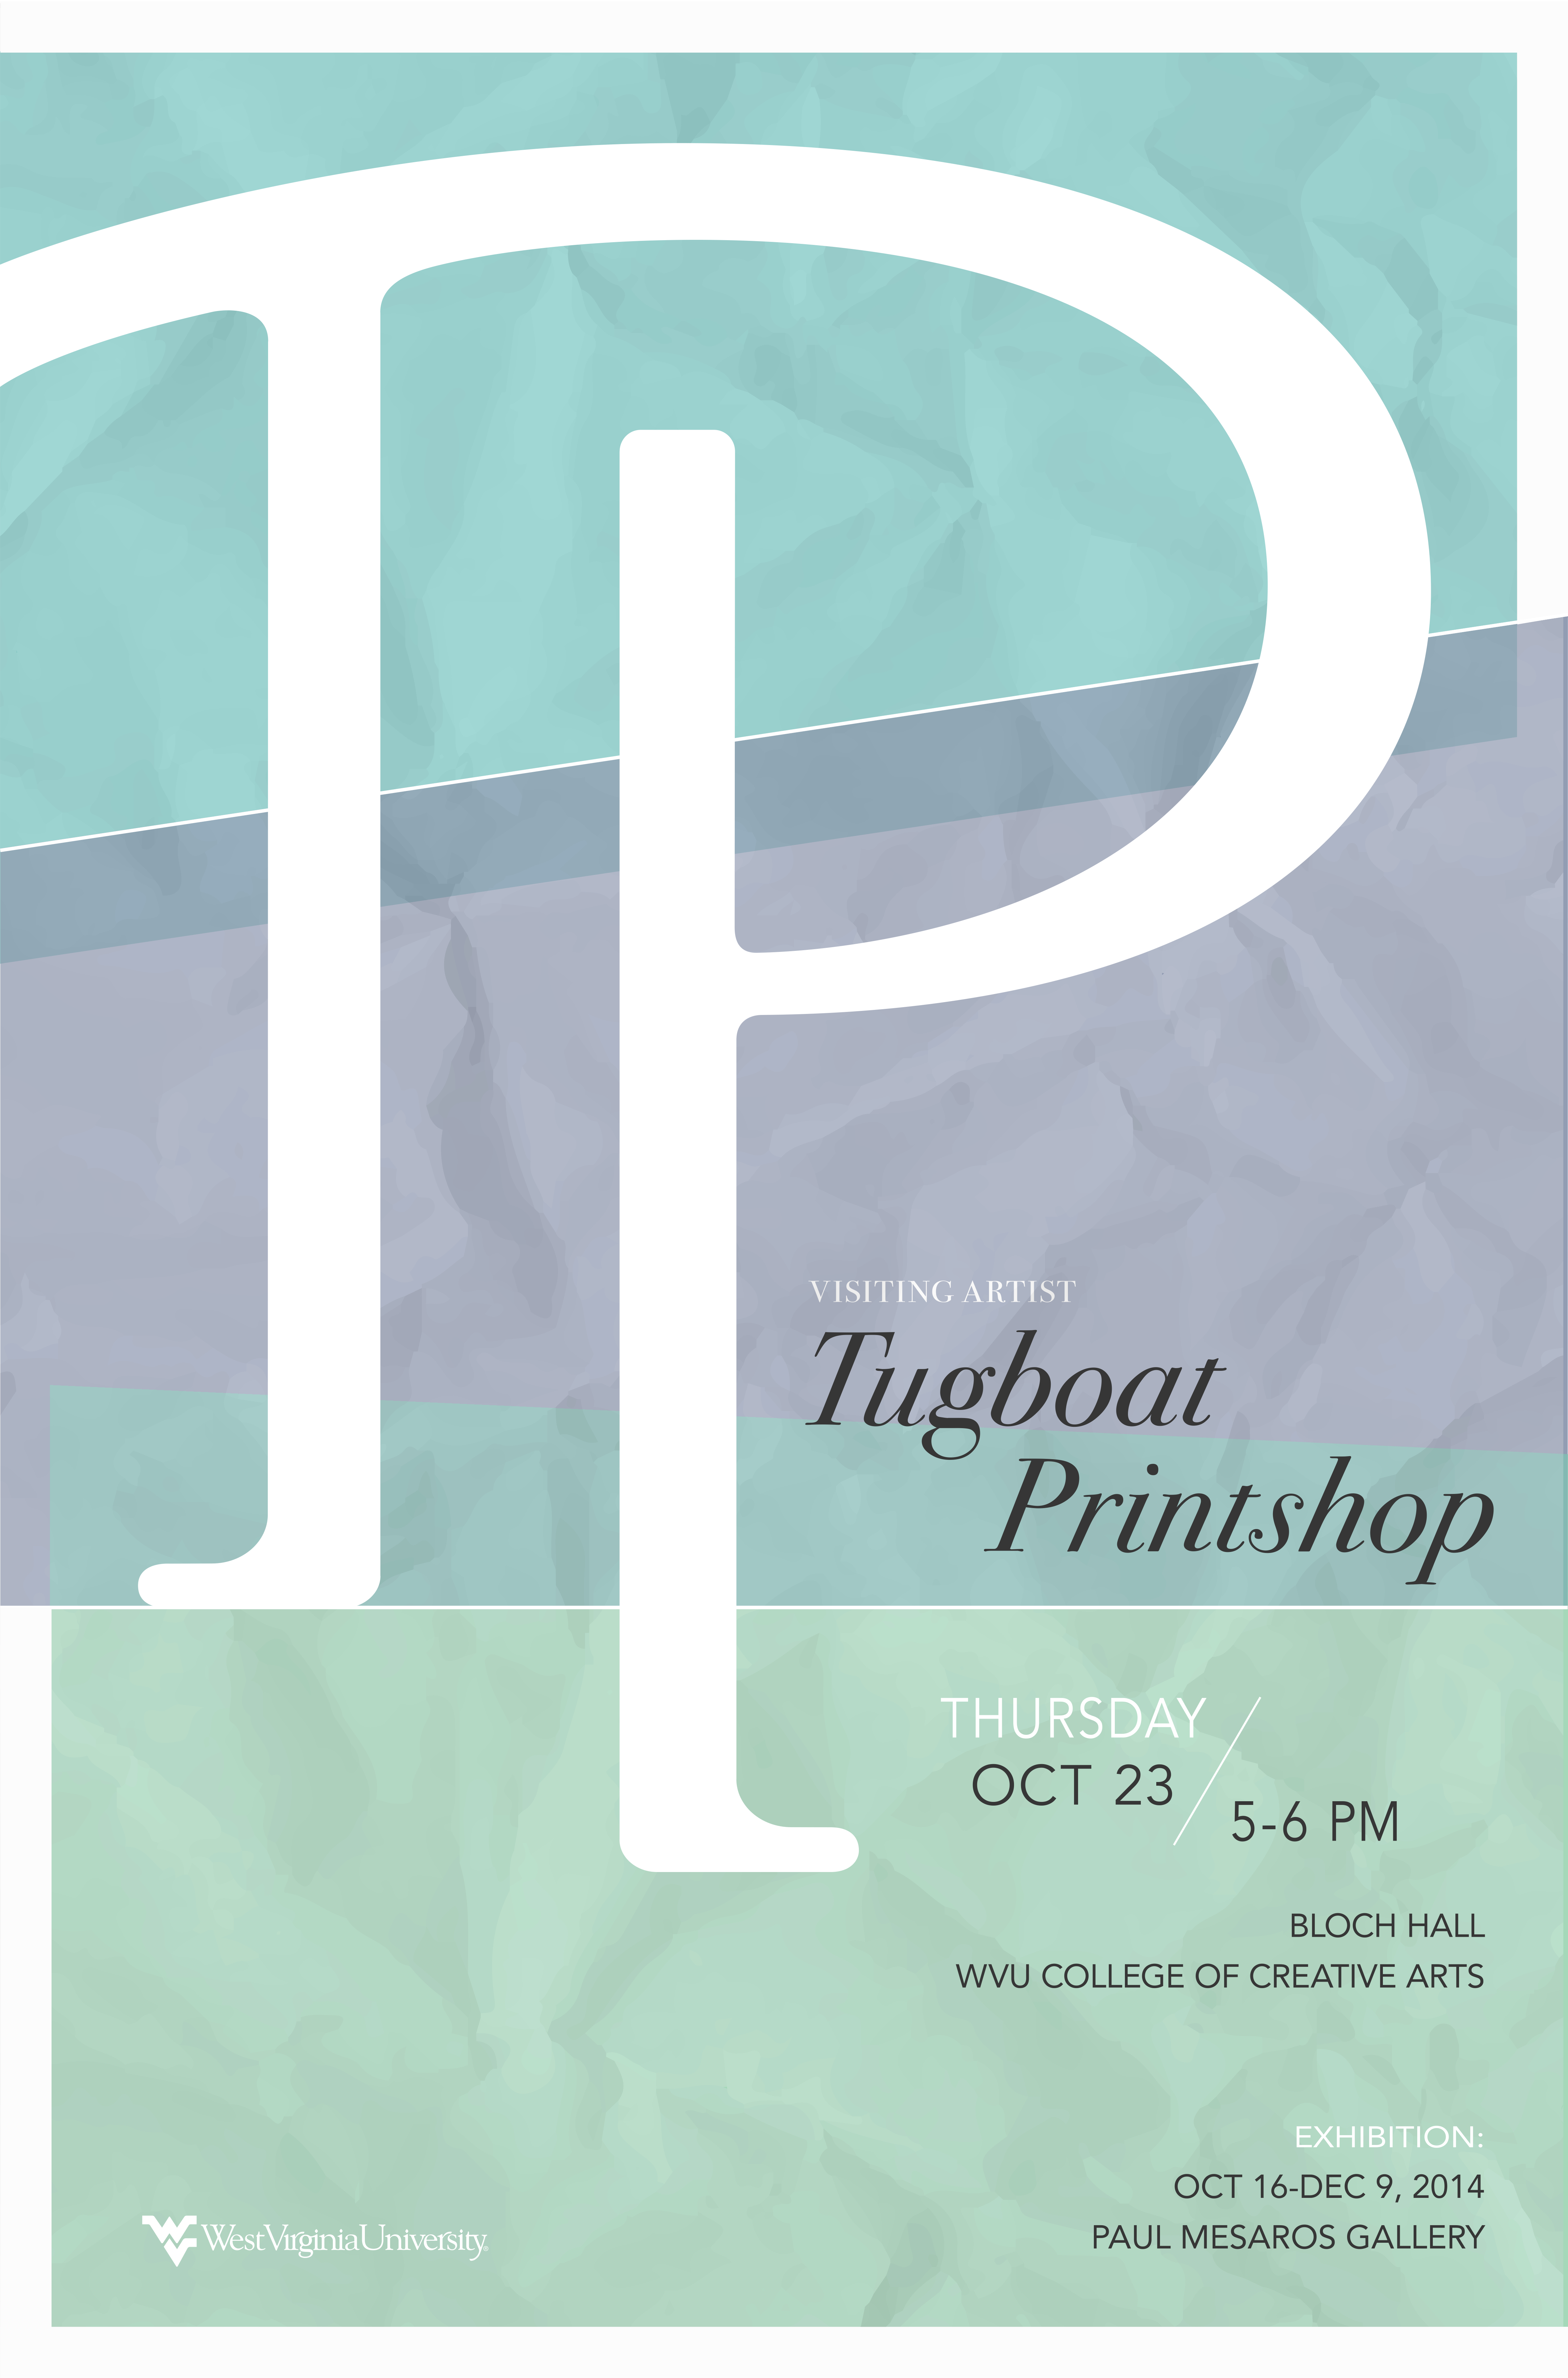 TP
VISITING ARTIST
Tugboat
Printshop
THURSDAY
OCT 23
5-6 PM
BLOCH HALL
WVU COLLEGE OF CREATIVE ARTS
EXHIBITION:
OCT 16-DEC 9, 2014
PAUL MESAROS GALLERY
WestVirginiaUniversity®